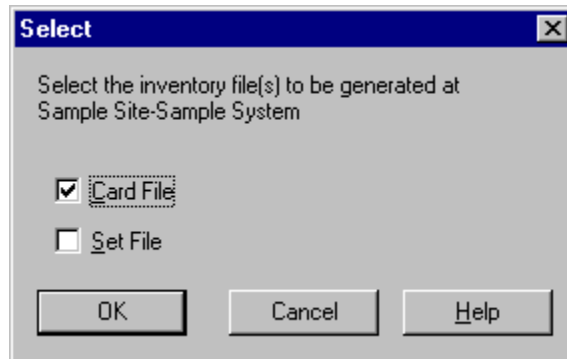 Select
Select the inventory file(s) to be generated at
Sample Site-Sample System
Card File
Set File
OK Cancel Help